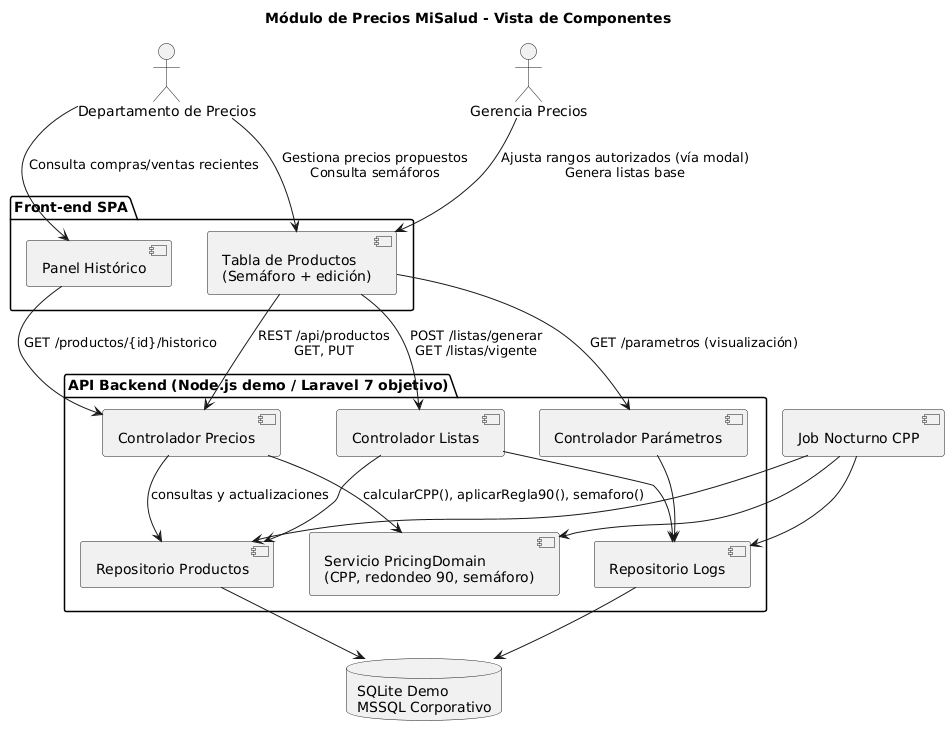 Módulo de Precios MiSalud - Vista de Componentes
Departamento de Precios
Gerencia Precios
Consulta compras/ventas recientes
Gestiona precios propuestos
Consulta semáforos
Ajusta rangos autorizados (vía modal)
Genera listas base
Front-end SPA
Panel Histórico
Tabla de Productos
(Semáforo + edición)
GET /productos/{id}/historico
REST /api/productos
GET, PUT
POST /listas/generar
GET /listas/vigente
GET /parametros (visualización)
API Backend (Node.js demo / Laravel 7 objetivo)
Controlador Precios
Controlador Listas
Controlador Parámetros
Job Nocturno CPP
consultas y actualizaciones
calcularCPP(), aplicarRegla90(), semaforo()
Repositorio Productos
Servicio PricingDomain
(CPP, redondeo 90, semáforo)
Repositorio Logs
SQLite Demo
MSSQL Corporativo